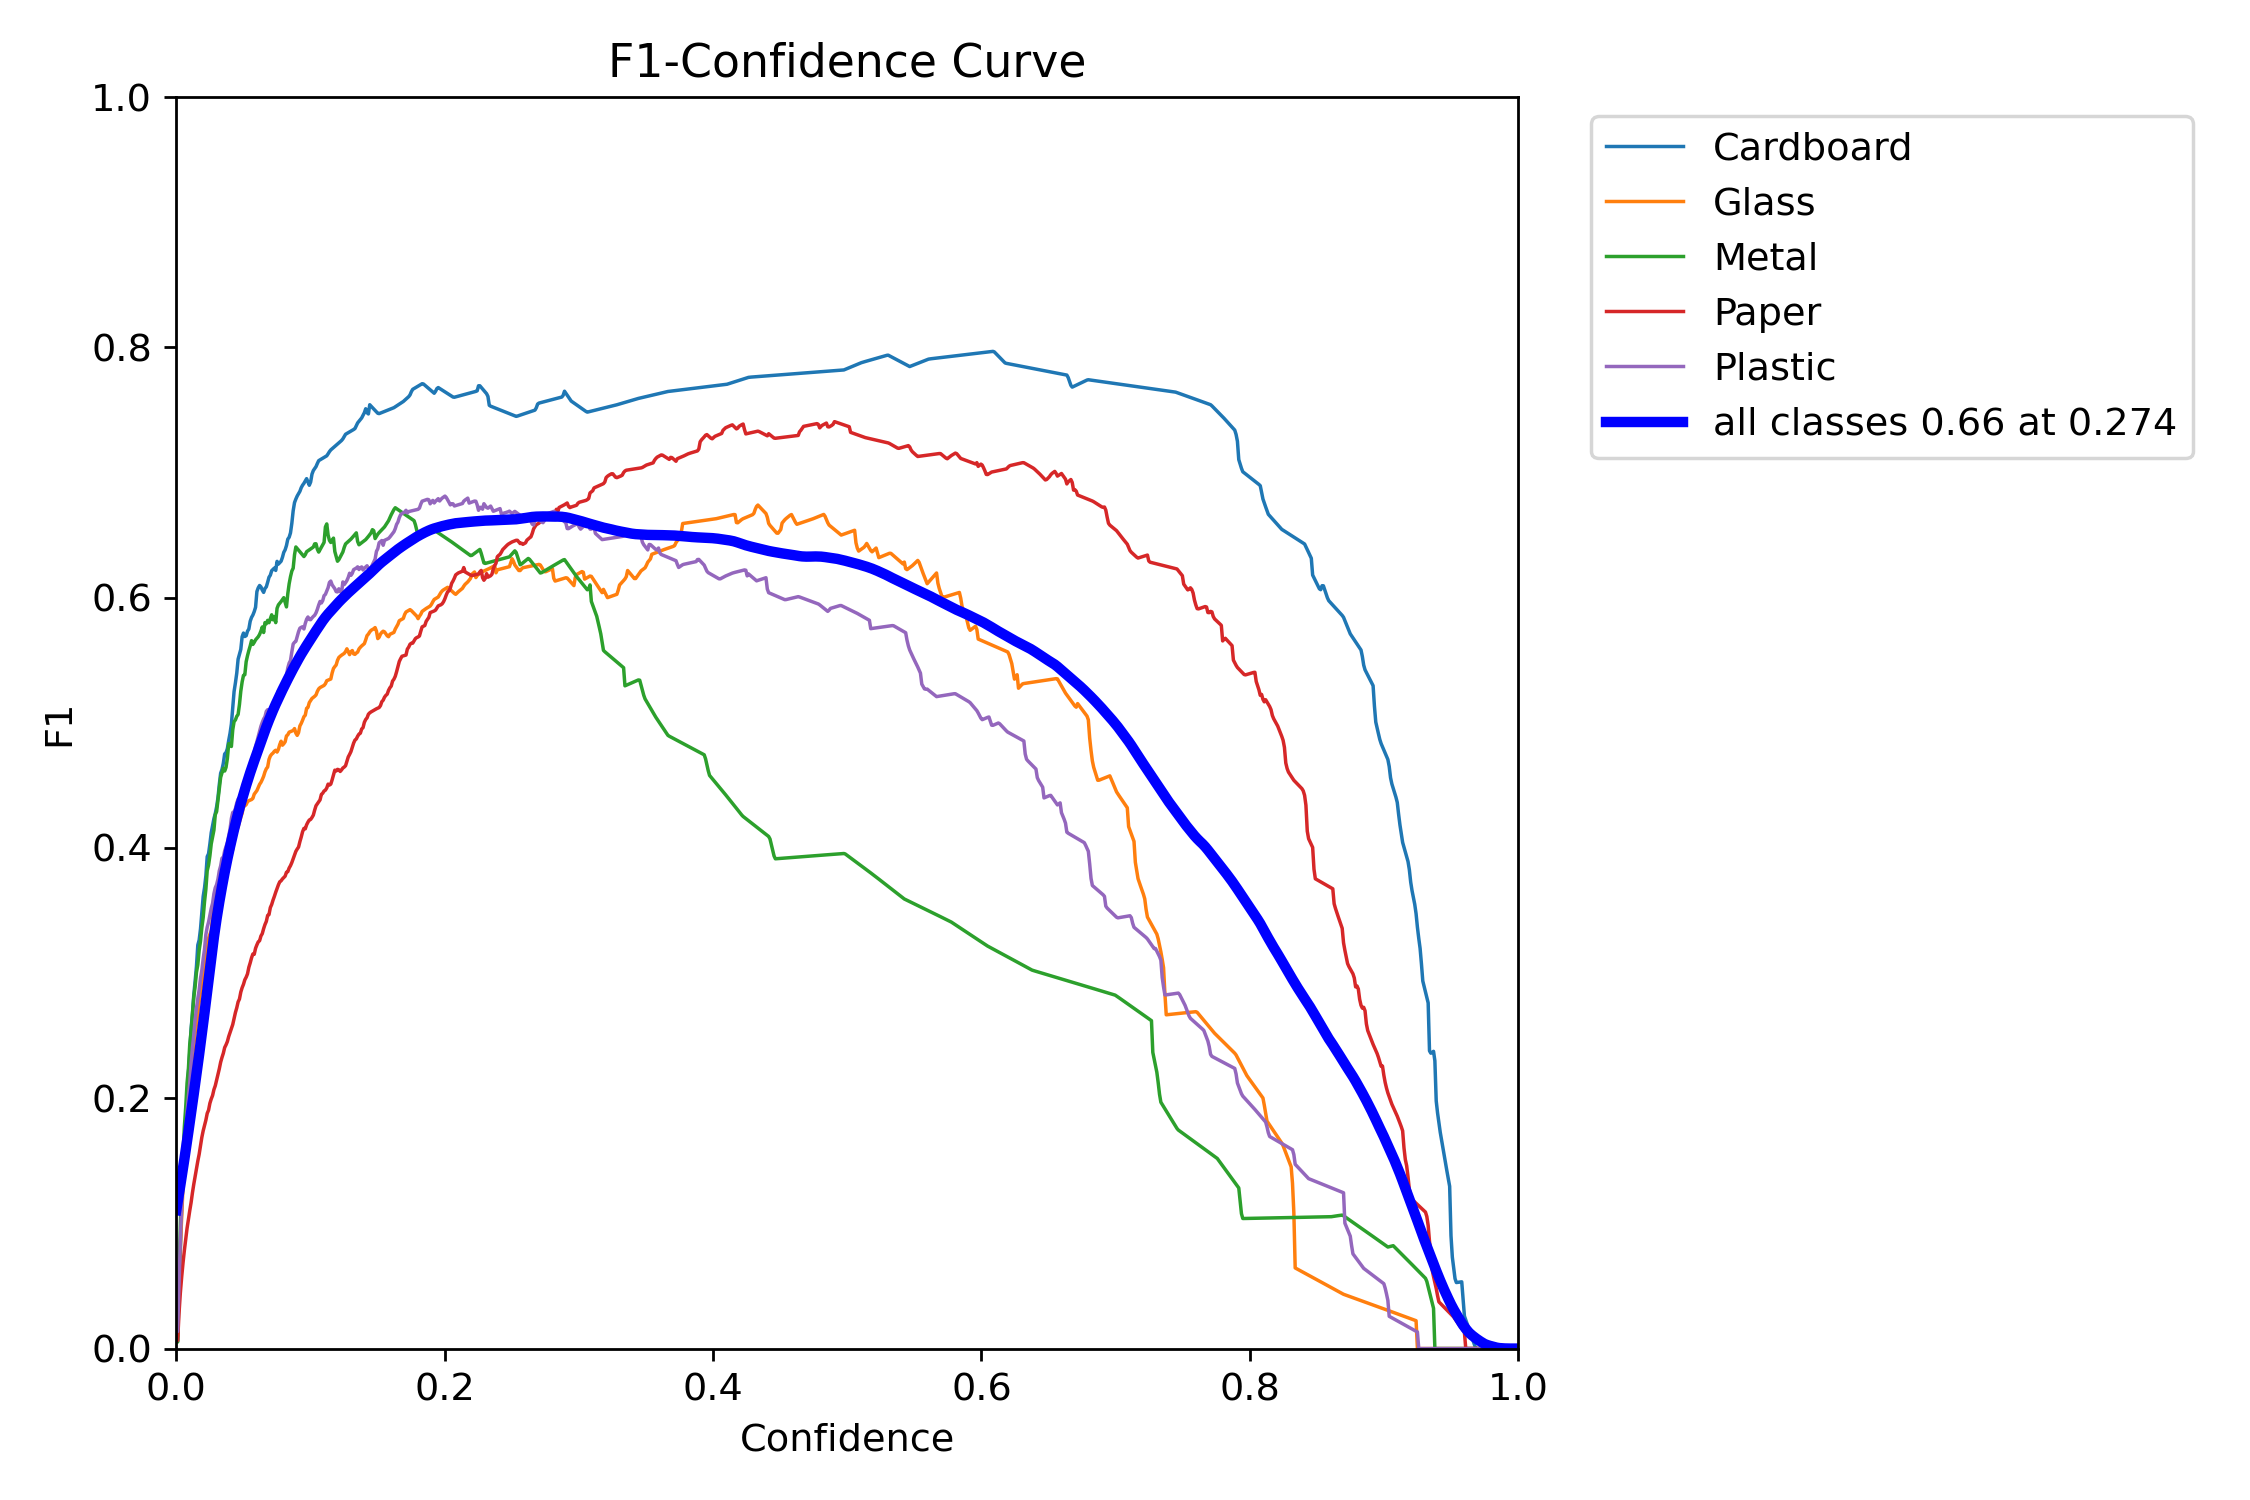 F1-Confidence Curve
1.0
0.8
0.6
0.4
0.2
0.0
F1
0.0 0.2 0.4 0.6 0.8 1.0
Confidence
Cardboard
Glass
Metal
Paper
Plastic
all classes 0.66 at 0.274